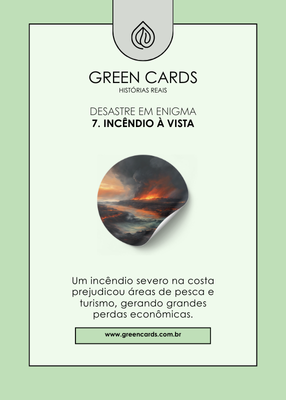 GREEN CARDS
HISTÓRIAS REAIS
DESASTRE EM ENIGMA
7. INCÊNDIO À VISTA
Um incêndio severo na costa
prejudicou áreas de pesca e
turismo, gerando grandes
perdas econômicas.
www.greencards.com.br